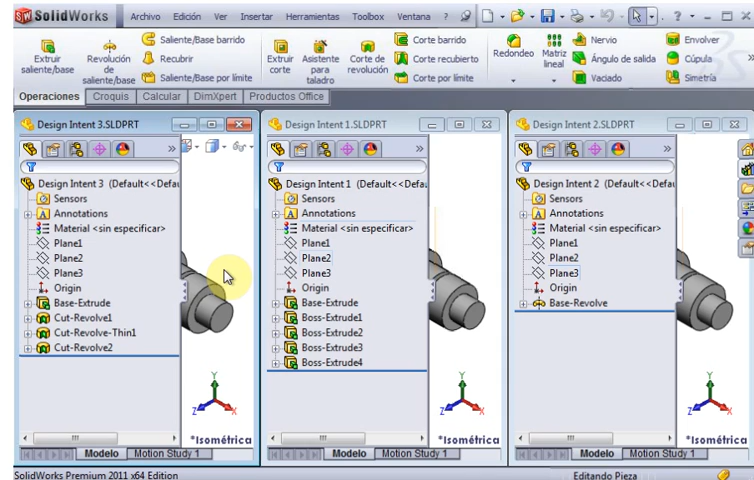 SolidWorks Archivo Edición Ver Insertar Herramientas Toolbox Ventana ?
Extruir saliente/base
Revolución de saliente/base
Saliente/Base barrido
Recubrir
Saliente/Base por límite
Extruir corte
Asistente para taladro
Corte de revolución
Corte barrido
Corte recubierto
Corte por límite
Redondeo
Matriz lineal
Nervio
Ángulo de salida
Vaciado
Envolver
Cúpula
Simetría
Operaciones Croquis Calcular DimXpert Productos Office
Design Intent 3.SLDPRT
Design Intent 3 (Default<<Defau
Sensors
Annotations
Material <sin especificar>
Plane1
Plane2
Plane3
Origin
Base-Extrude
Cut-Revolve1
Cut-Revolve-Thin1
Cut-Revolve2
Y
Z X
*Isométrica
Modelo Motion Study 1
Design Intent 1.SLDPRT
Design Intent 1 (Default<<Defau
Sensors
Annotations
Material <sin especificar>
Plane1
Plane2
Plane3
Origin
Base-Extrude
Boss-Extrude1
Boss-Extrude2
Boss-Extrude3
Boss-Extrude4
Y
Z X
*Isométrica
Modelo Motion Study 1
Design Intent 2.SLDPRT
Design Intent 2 (Default<<Defau
Sensors
Annotations
Material <sin especificar>
Plane1
Plane2
Plane3
Origin
Base-Revolve
Y
Z X
*Isométrica
Modelo Motion Study 1
SolidWorks Premium 2011 x64 Edition Editando Pieza